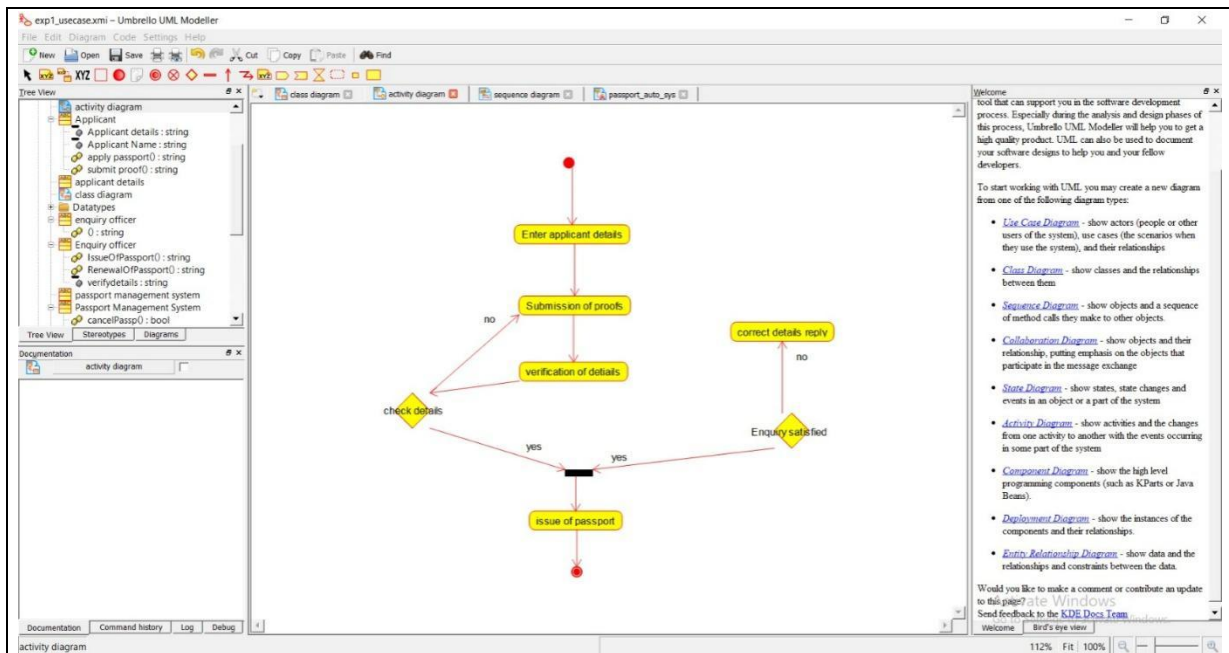 exp1_usecase.xmi – Umbrello UML Modeller
File Edit Diagram Code Settings Help
New Open Save Cut Copy Paste Find
XYZ
Tree View
class diagram activity diagram sequence diagram passport_auto_sys
activity diagram
Applicant
Applicant details : string
Applicant Name : string
apply passport() : string
submit proof() : string
applicant details
class diagram
Datatypes
enquiry officer
() : string
Enquiry officer
IssueOfPassport() : string
RenewalOfPassport() : string
verifydetails : string
passport management system
Passport Management System
cancelPassp() : bool
Tree View Stereotypes Diagrams
Documentation
activity diagram
Documentation Command history Log Debug
activity diagram
Enter applicant details
Submission of proofs
no
verification of detiails
check details
yes
correct details reply
no
Enquiry satisfied
yes
issue of passport
Welcome
tool that can support you in the software development
process. Especially during the analysis and design phases of
this process, Umbrello UML Modeller will help you to get a
high quality product. UML can also be used to document
your software designs to help you and your fellow
developers.
To start working with UML you may create a new diagram
from one of the following diagram types:
Use Case Diagram - show actors (people or other
users of the system), use cases (the scenarios when
they use the system), and their relationships
Class Diagram - show classes and the relationships
between them
Sequence Diagram - show objects and a sequence
of method calls they make to other objects.
Collaboration Diagram - show objects and their
relationship, putting emphasis on the objects that
participate in the message exchange
State Diagram - show states, state changes and
events in an object or a part of the system
Activity Diagram - show activities and the changes
from one activity to another with the events occurring
in some part of the system
Component Diagram - show the high level
programming components (such as KParts or Java
Beans).
Deployment Diagram - show the instances of the
components and their relationships.
Entity Relationship Diagram - show data and the
relationships and constraints between the data.
Would you like to make a comment or contribute an update
to this page?
Activate Windows
Send feedback to the KDE Docs Team
Welcome Bird's eye view
112% Fit 100%